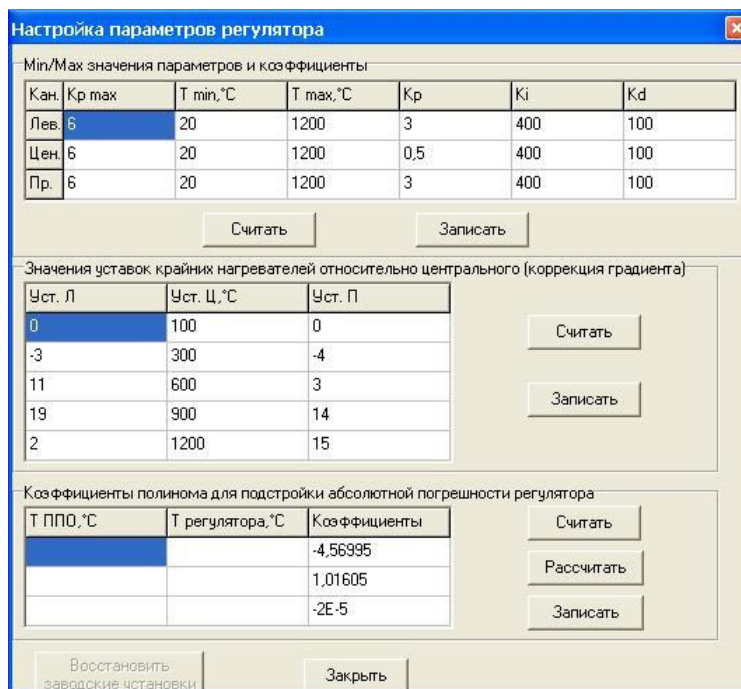 Настройка параметров регулятора
Min/Max значения параметров и коэффициенты
Кан. Kp max T min,°C T max,°C Kp Ki Kd
Лев. 6 20 1200 3 400 100
Цен. 6 20 1200 0,5 400 100
Пр. 6 20 1200 3 400 100
Считать Записать
Значения уставок крайних нагревателей относительно центрального (коррекция градиента)
Уст. Л Уст. Ц,°C Уст. П
0 100 0
-3 300 -4
11 600 3
19 900 14
2 1200 15
Считать
Записать
Коэффициенты полинома для подстройки абсолютной погрешности регулятора
Т ППО,°C Т регулятора,°C Коэффициенты
-4,56995
1,01605
-2E-5
Считать
Рассчитать
Записать
Восстановить
заводские установки
Закрыть